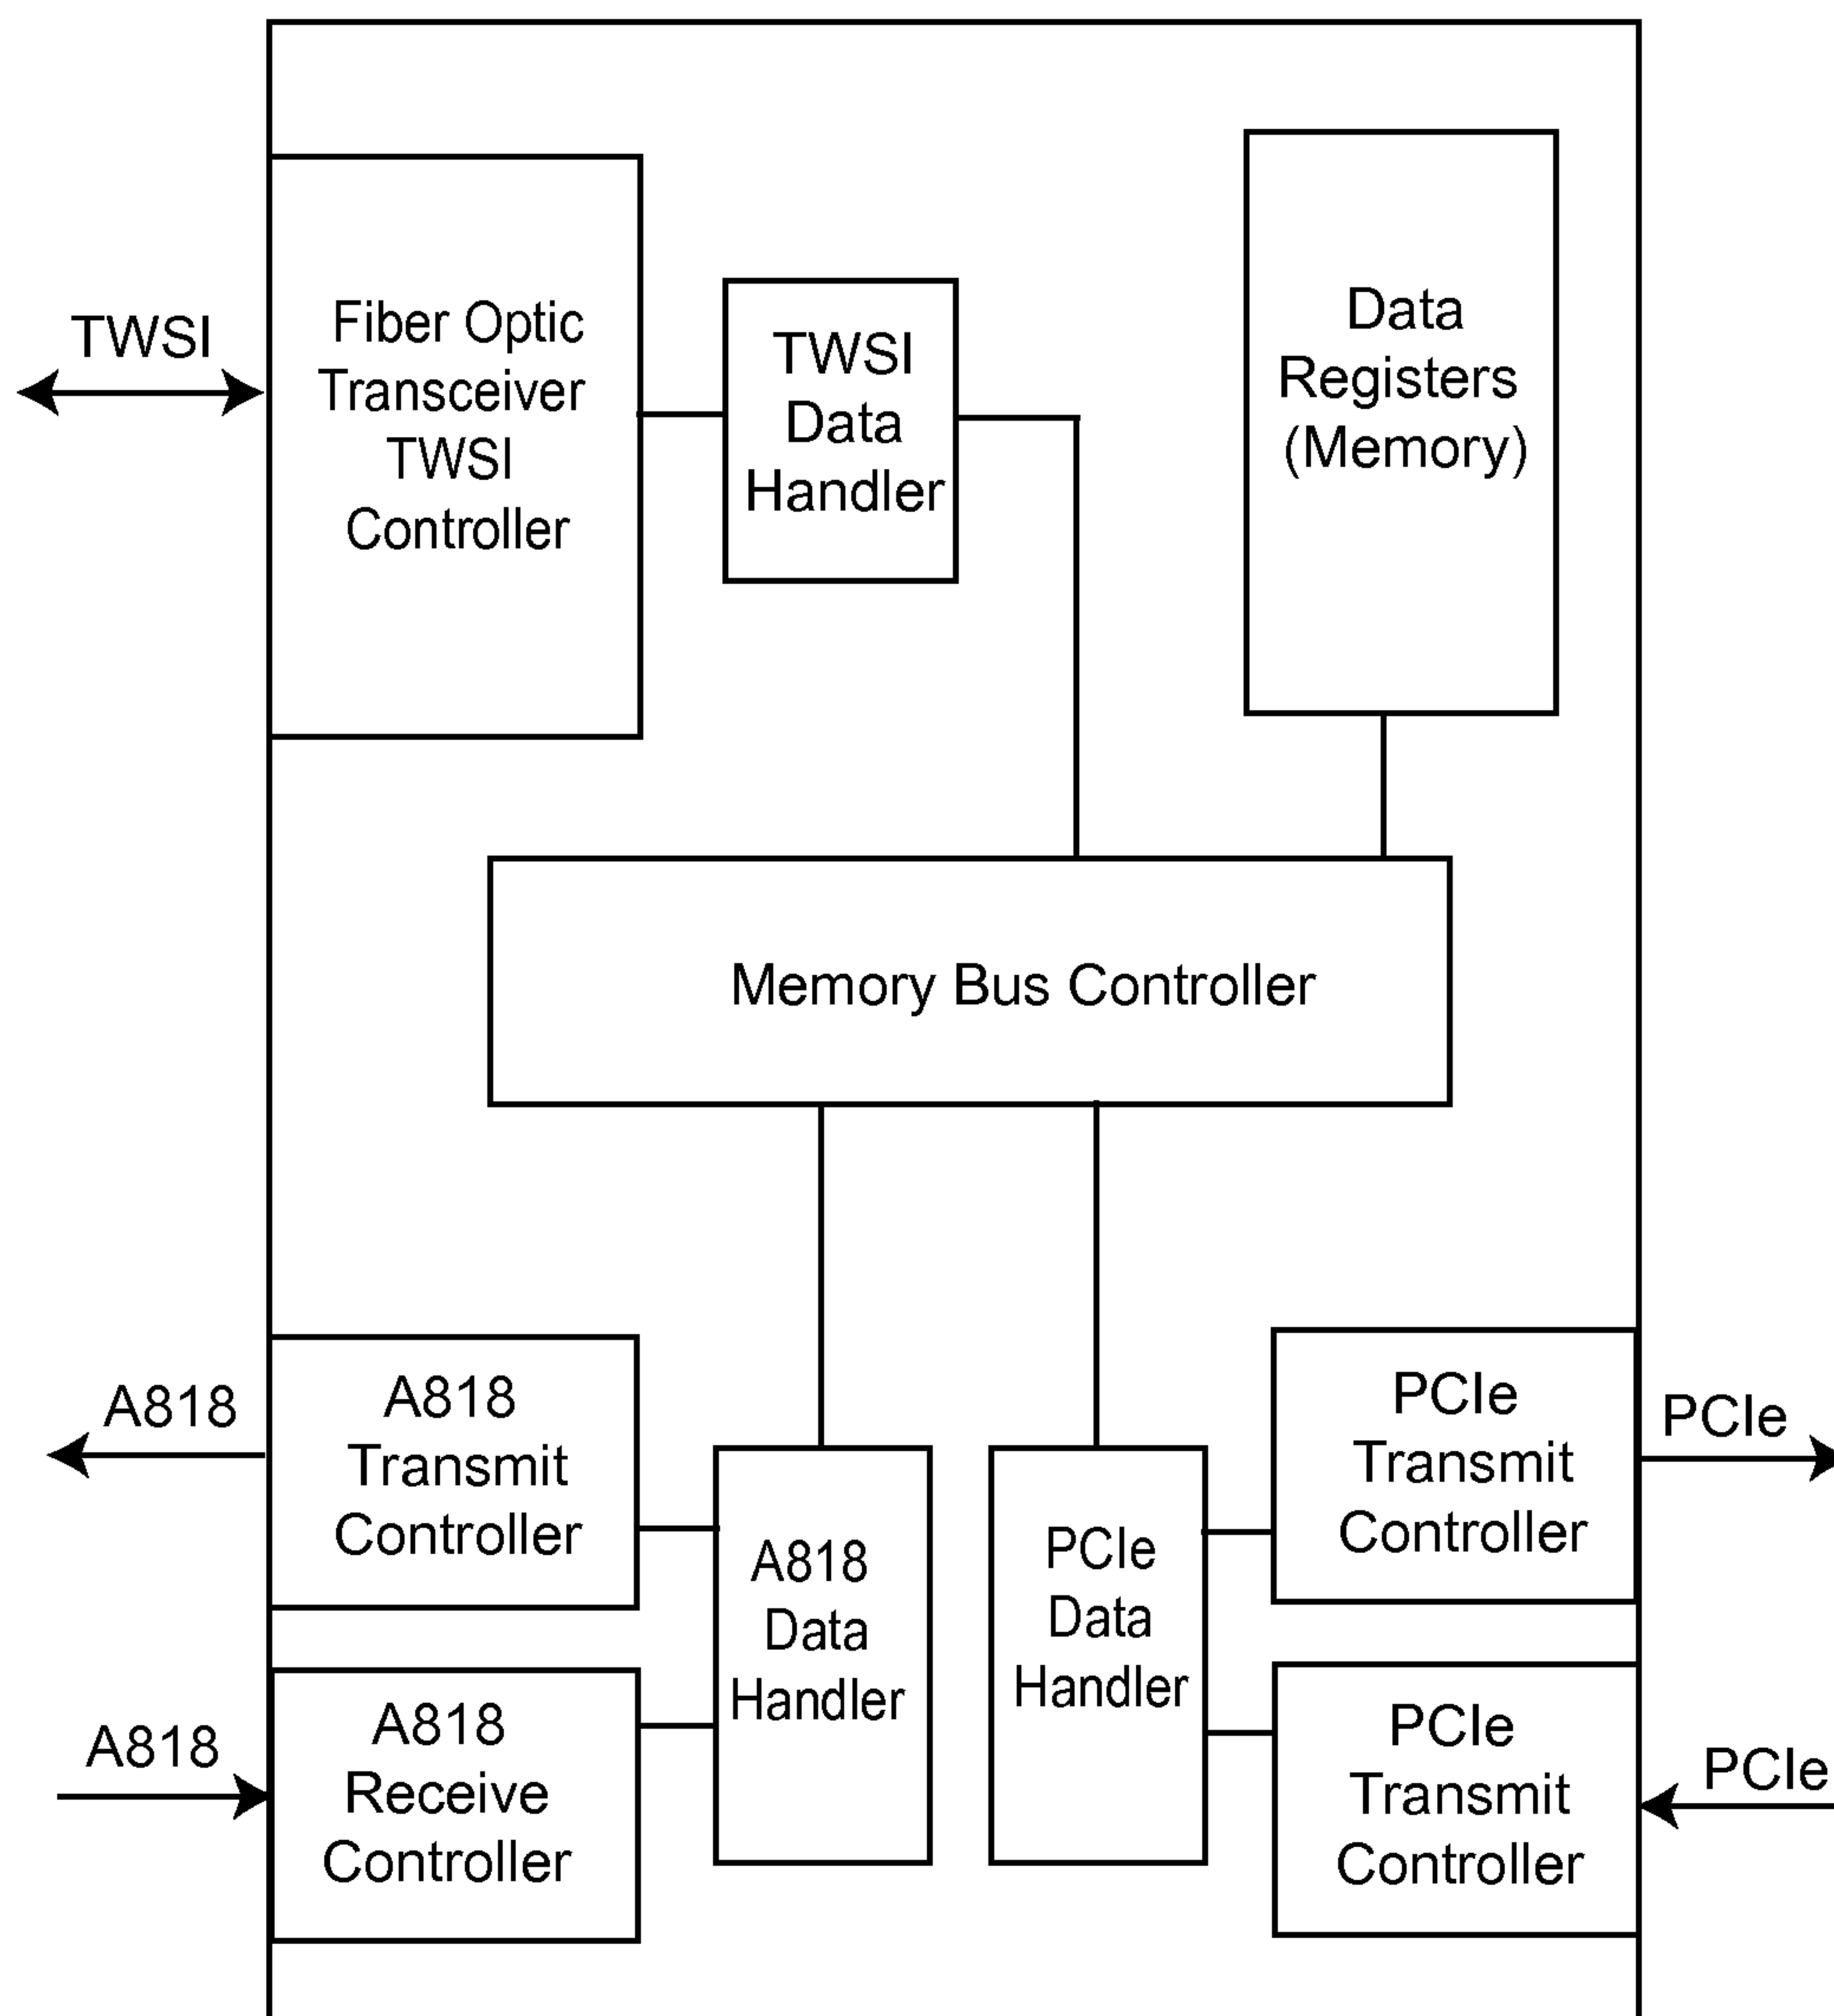 TWSI
Fiber Optic
Transceiver
TWSI
Controller
TWSI
Data
Handler
Data
Registers
(Memory)
Memory Bus Controller
A818
A818
Transmit
Controller
A818
A818
Receive
Controller
A818
Data
Handler
PCIe
Data
Handler
PCIe
Transmit
Controller
PCIe
PCIe
Transmit
Controller
PCIe